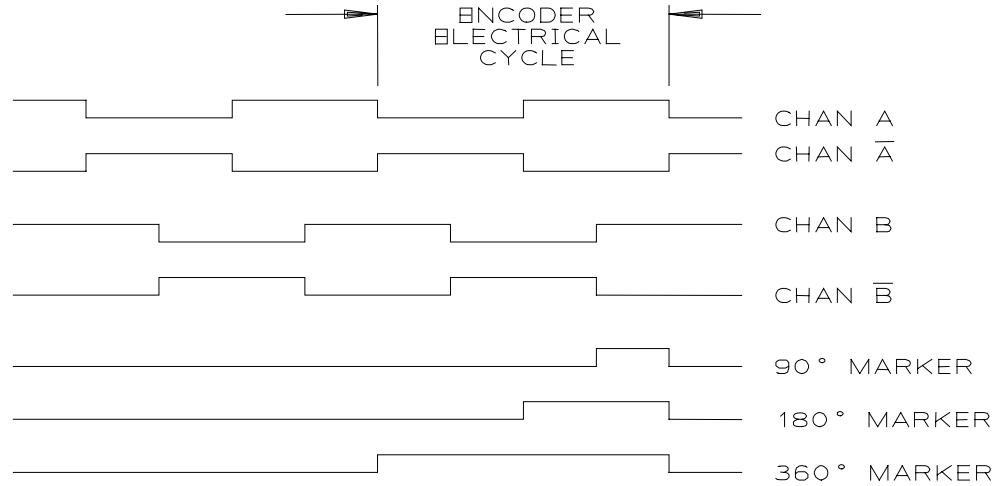 ENCODER
ELECTRICAL
CYCLE
CHAN A
CHAN A̅
CHAN B
CHAN B̅
90° MARKER
180° MARKER
360° MARKER